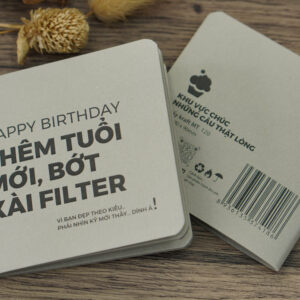 APPY BIRTHDAY
HÊM TUỔI
MỚI, BỚT
XÀI FILTER
VÌ BẠN ĐẸP THEO KIỂU...
PHẢI NHÌN KỸ MỚI THẤY... DÍNH Á!
KHU VỰC CHÚC
NHỮNG CÂU THẬT LÒNG